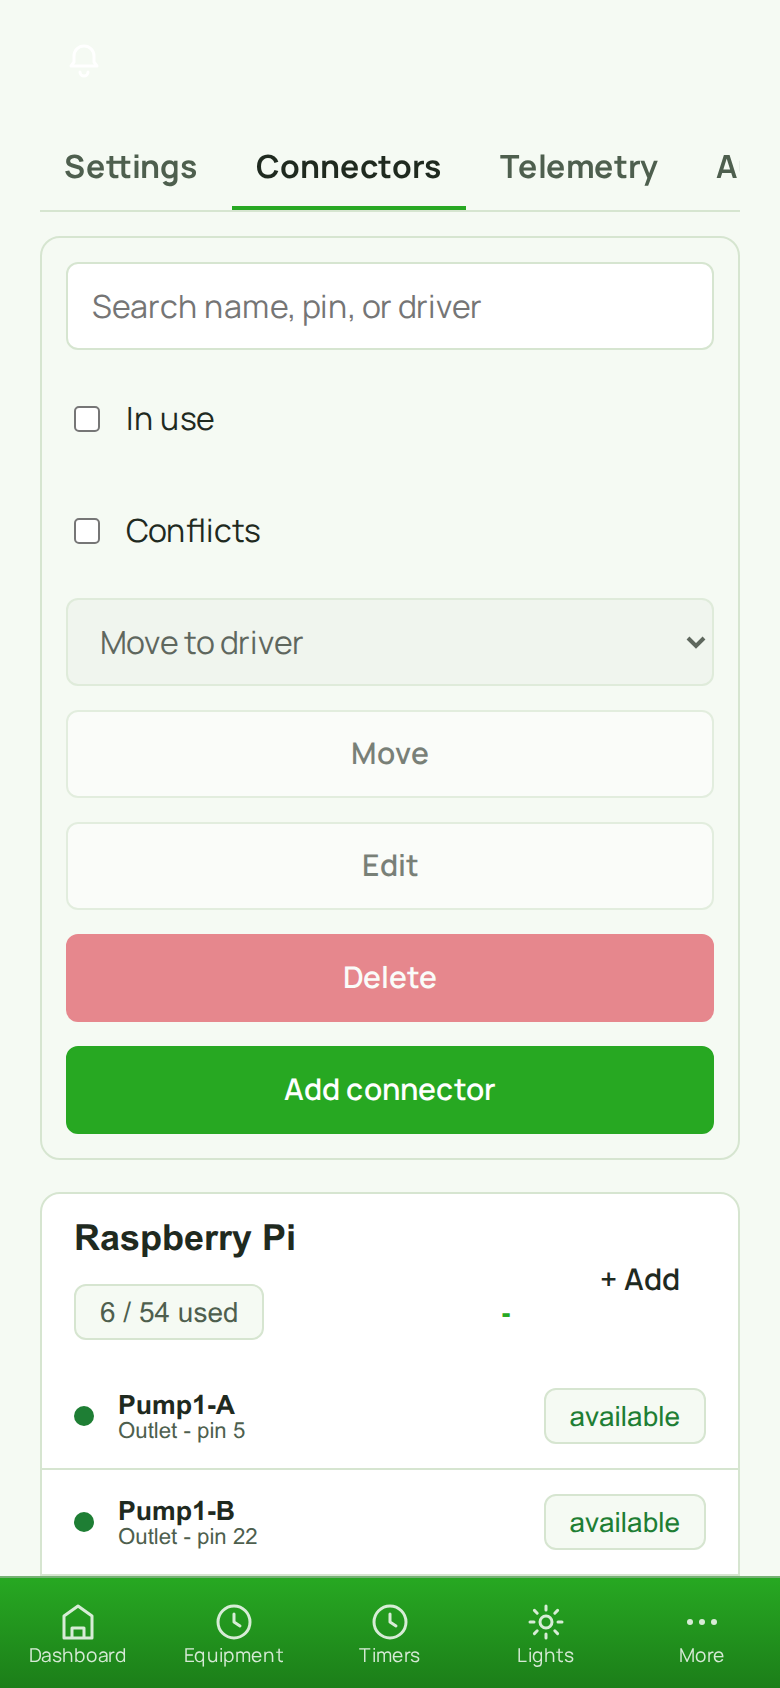 Settings Connectors Telemetry
Search name, pin, or driver
In use
Conflicts
Move to driver
Move
Edit
Delete
Add connector
Raspberry Pi
+ Add
6 / 54 used
-
Pump1-A
Outlet - pin 5
available
Pump1-B
Outlet - pin 22
available
Dashboard Equipment Timers Lights More